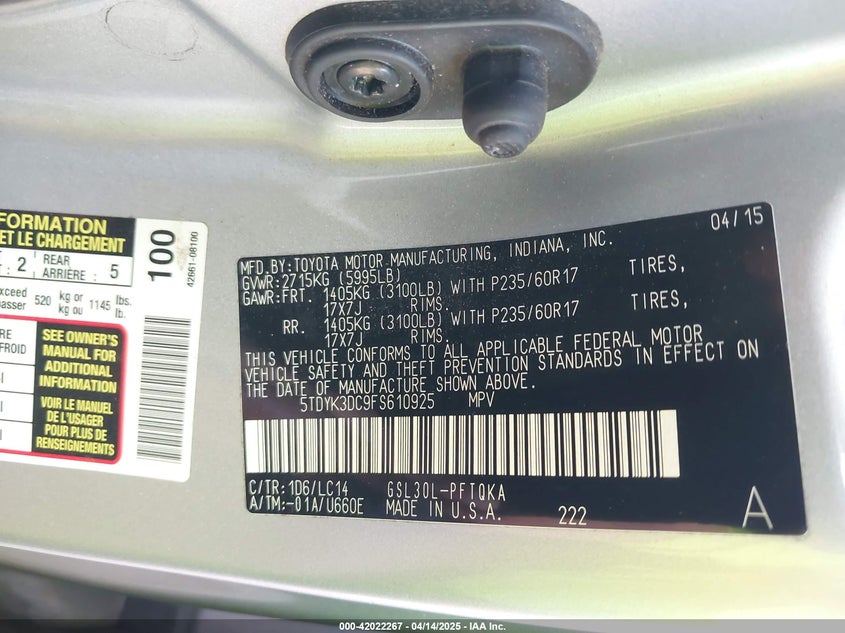 FORMATION
ET LE CHARGEMENT
2 REAR ARRIÈRE : 5
exceed 520 kg or 1145 lbs.
passer kg ou lb.
FROID
SEE OWNER'S
MANUAL FOR
ADDITIONAL
INFORMATION
VOIR LE MANUEL
DE L'USAGER
POUR PLUS DE
RENSEIGNEMENTS
100
42661-08100
04/15
MFD.BY:TOYOTA MOTOR MANUFACTURING, INDIANA, INC.
GVWR:2715KG (5995LB)
GAWR:FRT. 1405KG (3100LB) WITH P235/60R17 TIRES,
17X7J RIMS.
RR. 1405KG (3100LB) WITH P235/60R17 TIRES,
17X7J RIMS.
THIS VEHICLE CONFORMS TO ALL APPLICABLE FEDERAL MOTOR
VEHICLE SAFETY AND THEFT PREVENTION STANDARDS IN EFFECT ON
THE DATE OF MANUFACTURE SHOWN ABOVE.
5TDYK3DC9FS610925 MPV
C/TR:1D6/LC14 GSL30L-PFTQKA
A/TM:-01A/U660E MADE IN U.S.A. 222 A
000-42022267 - 04/14/2025 - IAA Inc.